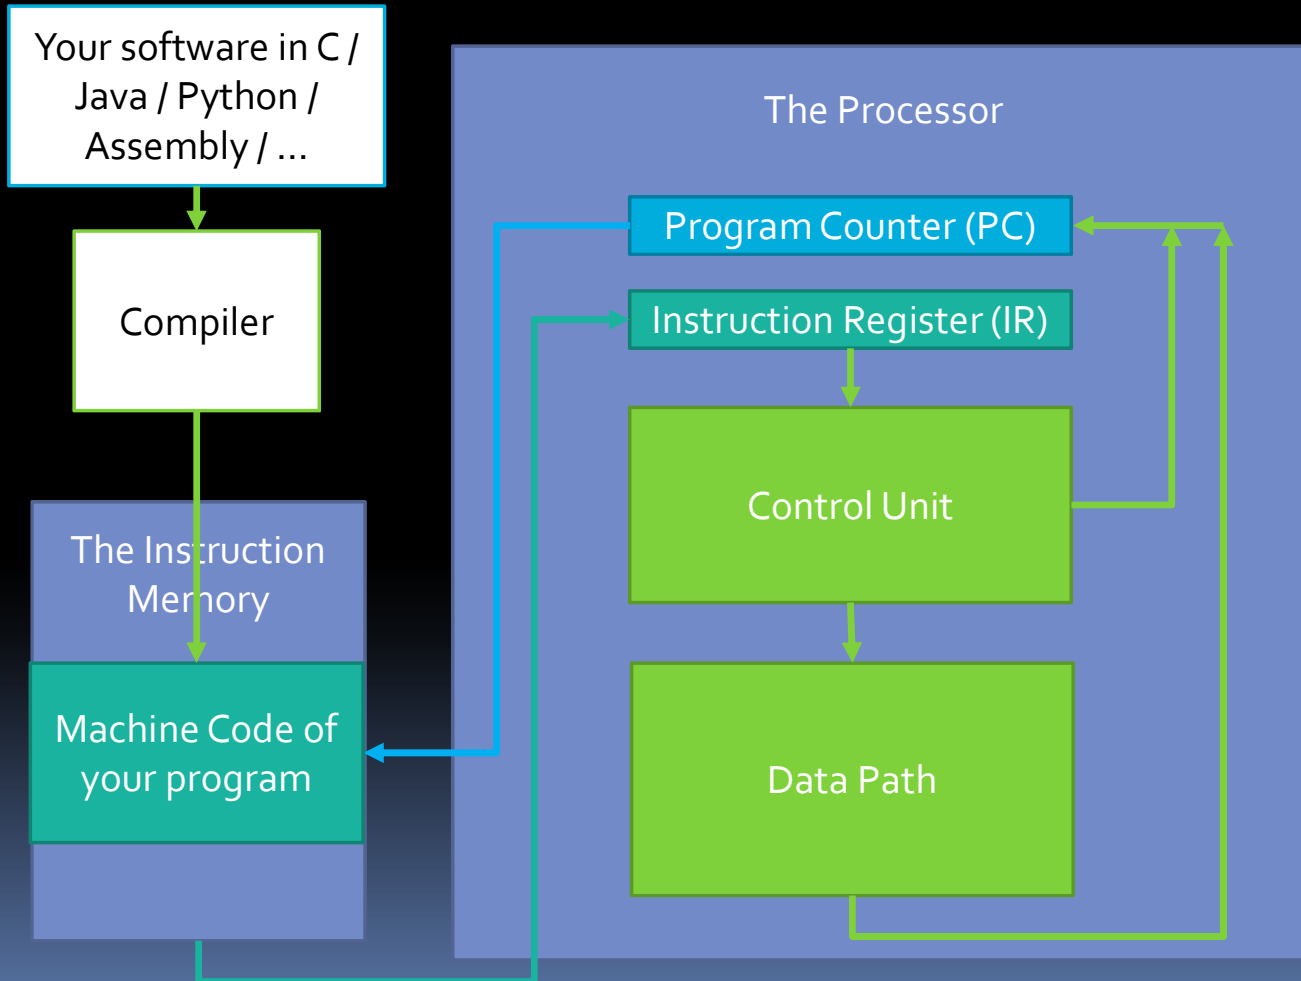 Your software in C /
Java / Python /
Assembly / ...
Compiler
The Instruction
Memory
Machine Code of
your program
The Processor
Program Counter (PC)
Instruction Register (IR)
Control Unit
Data Path